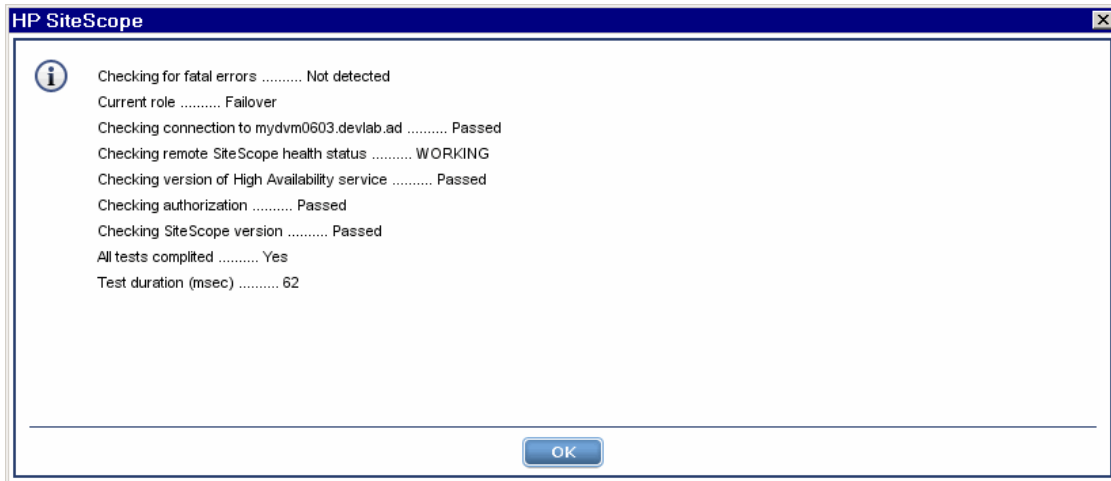 HP SiteScope
Checking for fatal errors .......... Not detected
Current role .......... Failover
Checking connection to mydvm0603.devlab.ad .......... Passed
Checking remote SiteScope health status .......... WORKING
Checking version of High Availability service .......... Passed
Checking authorization .......... Passed
Checking SiteScope version .......... Passed
All tests complited .......... Yes
Test duration (msec) .......... 62
OK